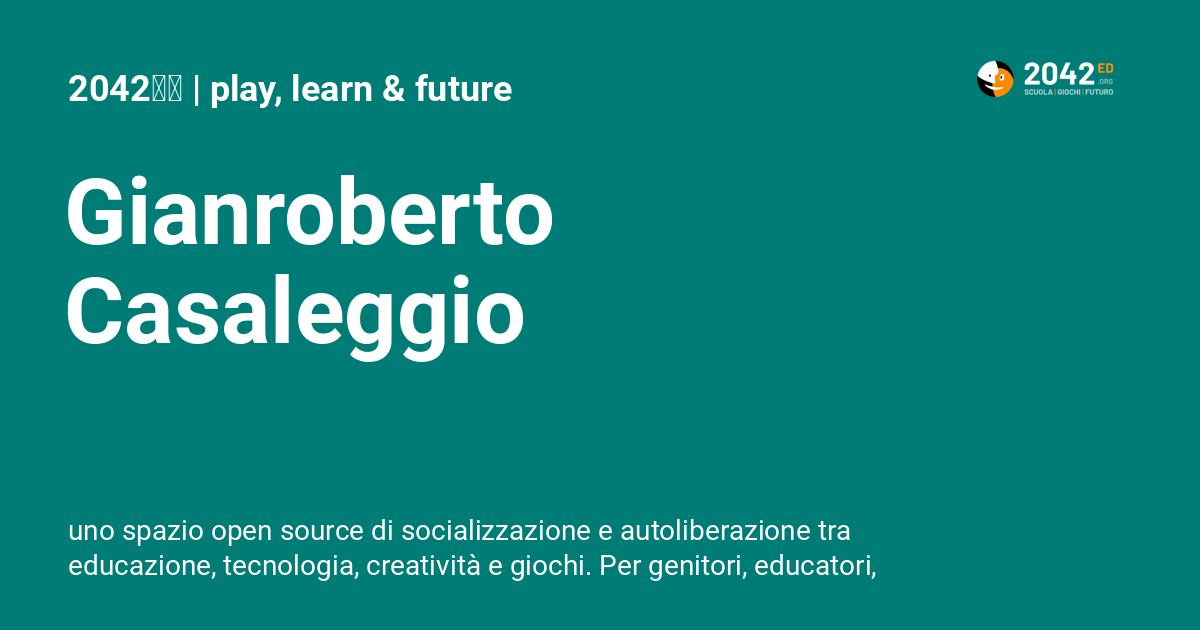 2042 | play, learn & future
2042 ED
.ORG
SCUOLA | GIOCHI | FUTURO
Gianroberto
Casaleggio
uno spazio open source di socializzazione e autoliberazione tra
educazione, tecnologia, creatività e giochi. Per genitori, educatori,